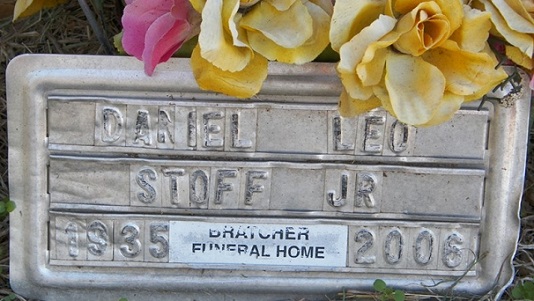 DANIEL LEO
STOFF JR
1935 BRATCHER 2006
FUNERAL HOME